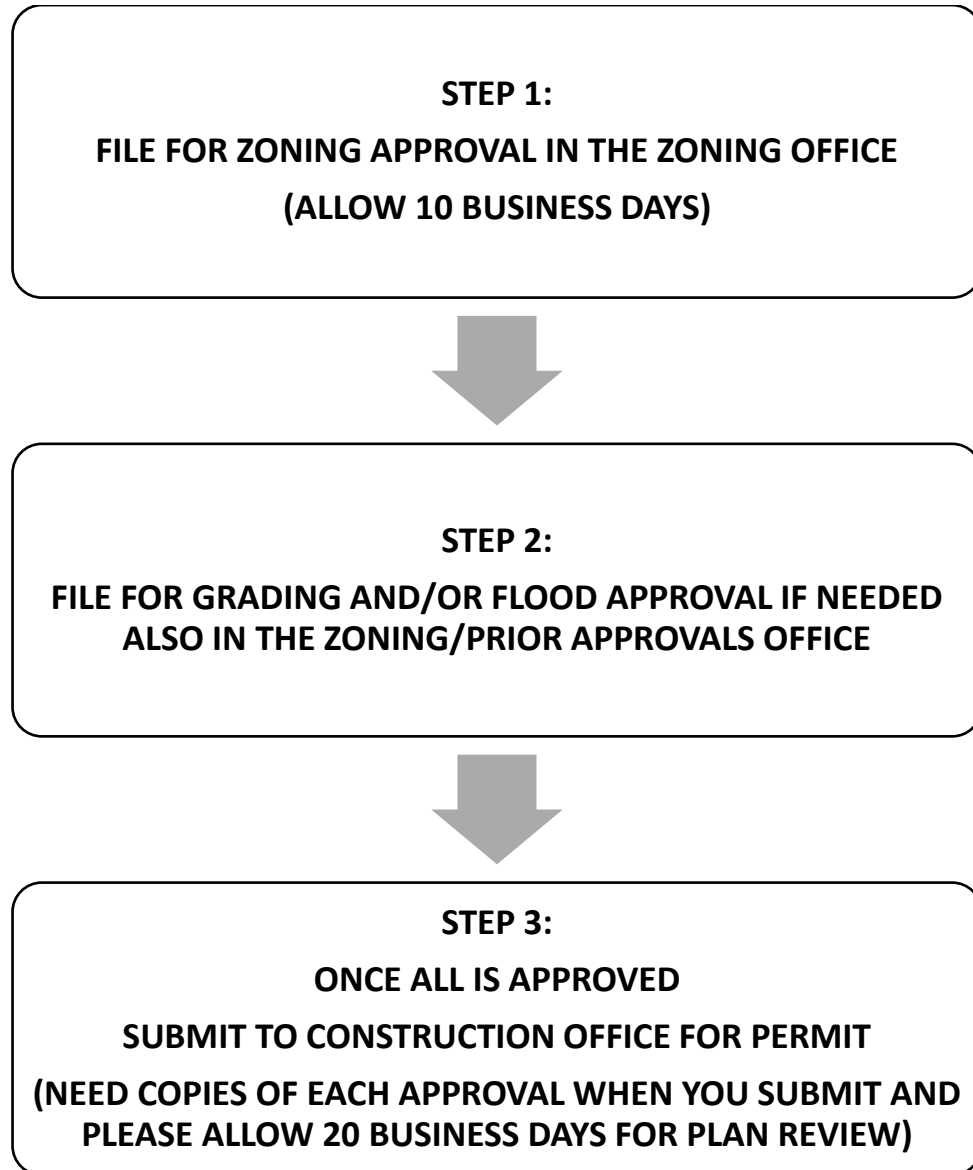 STEP 1:
FILE FOR ZONING APPROVAL IN THE ZONING OFFICE
(ALLOW 10 BUSINESS DAYS)
STEP 2:
FILE FOR GRADING AND/OR FLOOD APPROVAL IF NEEDED
ALSO IN THE ZONING/PRIOR APPROVALS OFFICE
STEP 3:
ONCE ALL IS APPROVED
SUBMIT TO CONSTRUCTION OFFICE FOR PERMIT
(NEED COPIES OF EACH APPROVAL WHEN YOU SUBMIT AND
PLEASE ALLOW 20 BUSINESS DAYS FOR PLAN REVIEW)